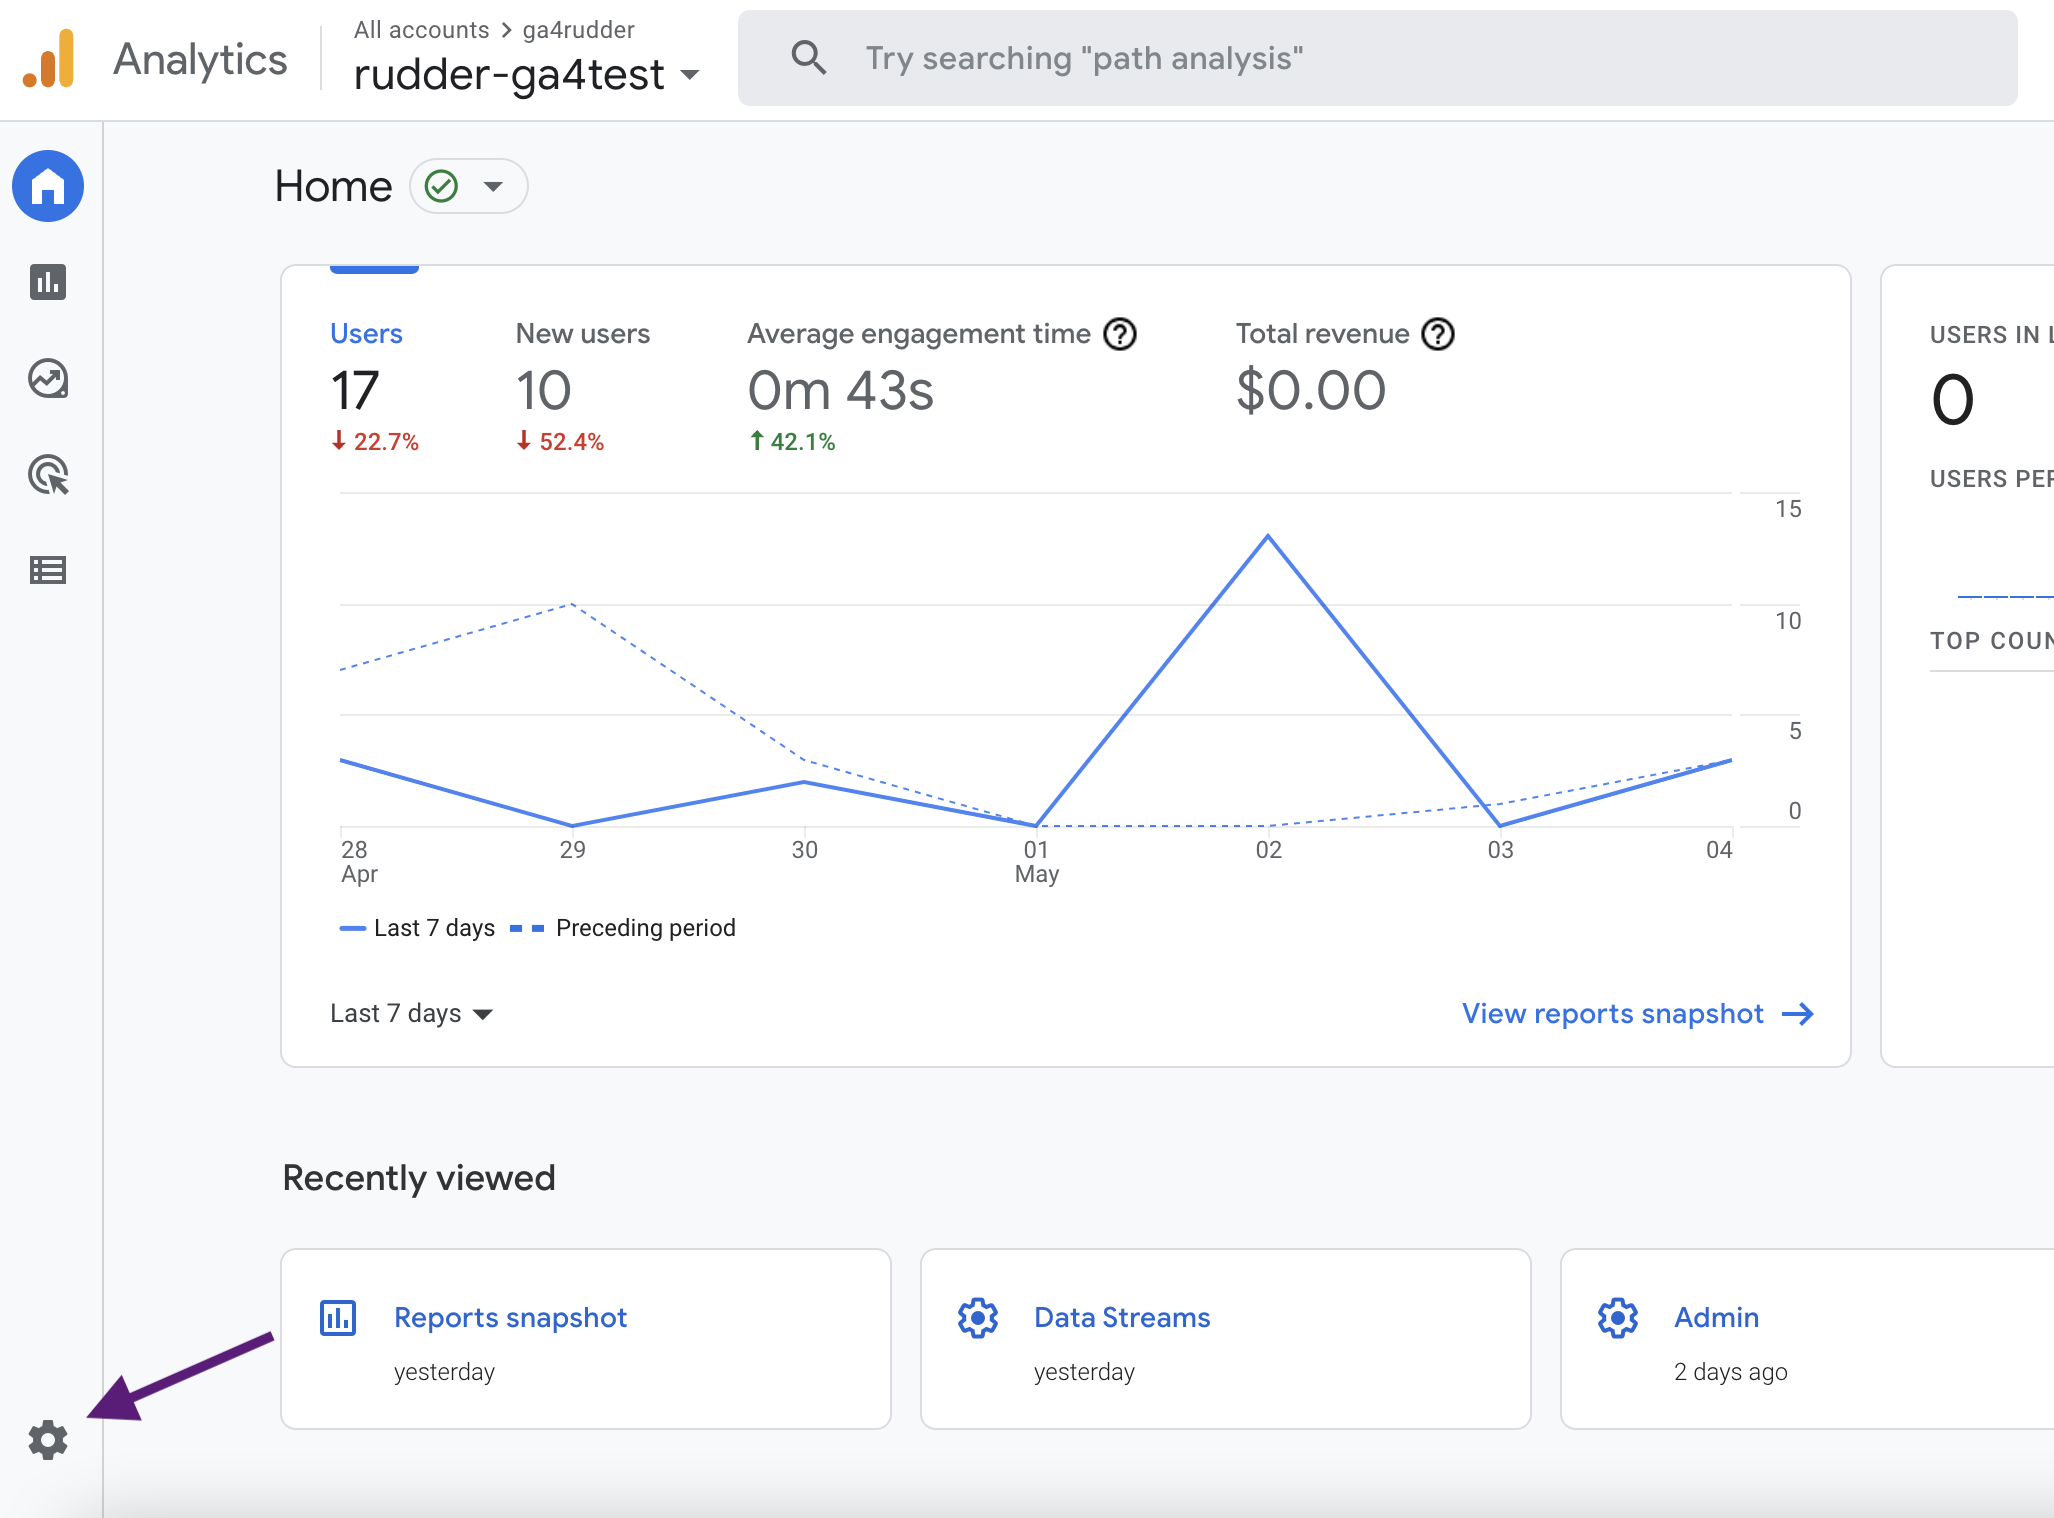 Analytics
All accounts > ga4rudder
rudder-ga4test
Try searching "path analysis"
Home
Users
17
22.7%
New users
10
52.4%
Average engagement time
0m 43s
42.1%
Total revenue
$0.00
15
10
5
0
28
Apr
29
30
01
May
02
03
04
Last 7 days
Preceding period
Last 7 days
View reports snapshot
USERS IN
0
USERS PER
TOP COUN
Recently viewed
Reports snapshot
yesterday
Data Streams
yesterday
Admin
2 days ago